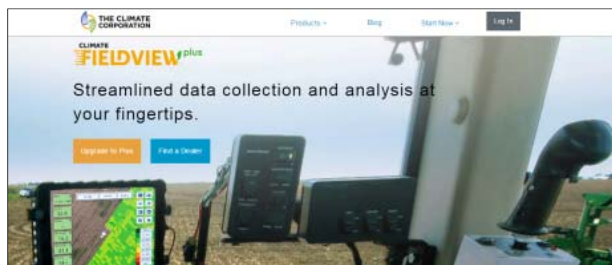 THE CLIMATE
CORPORATION
Products
Blog
Start Now
Log In
CLIMATE
FIELDVIEW plus
Streamlined data collection and analysis at
your fingertips.
Upgrade to Plus
Find a Dealer